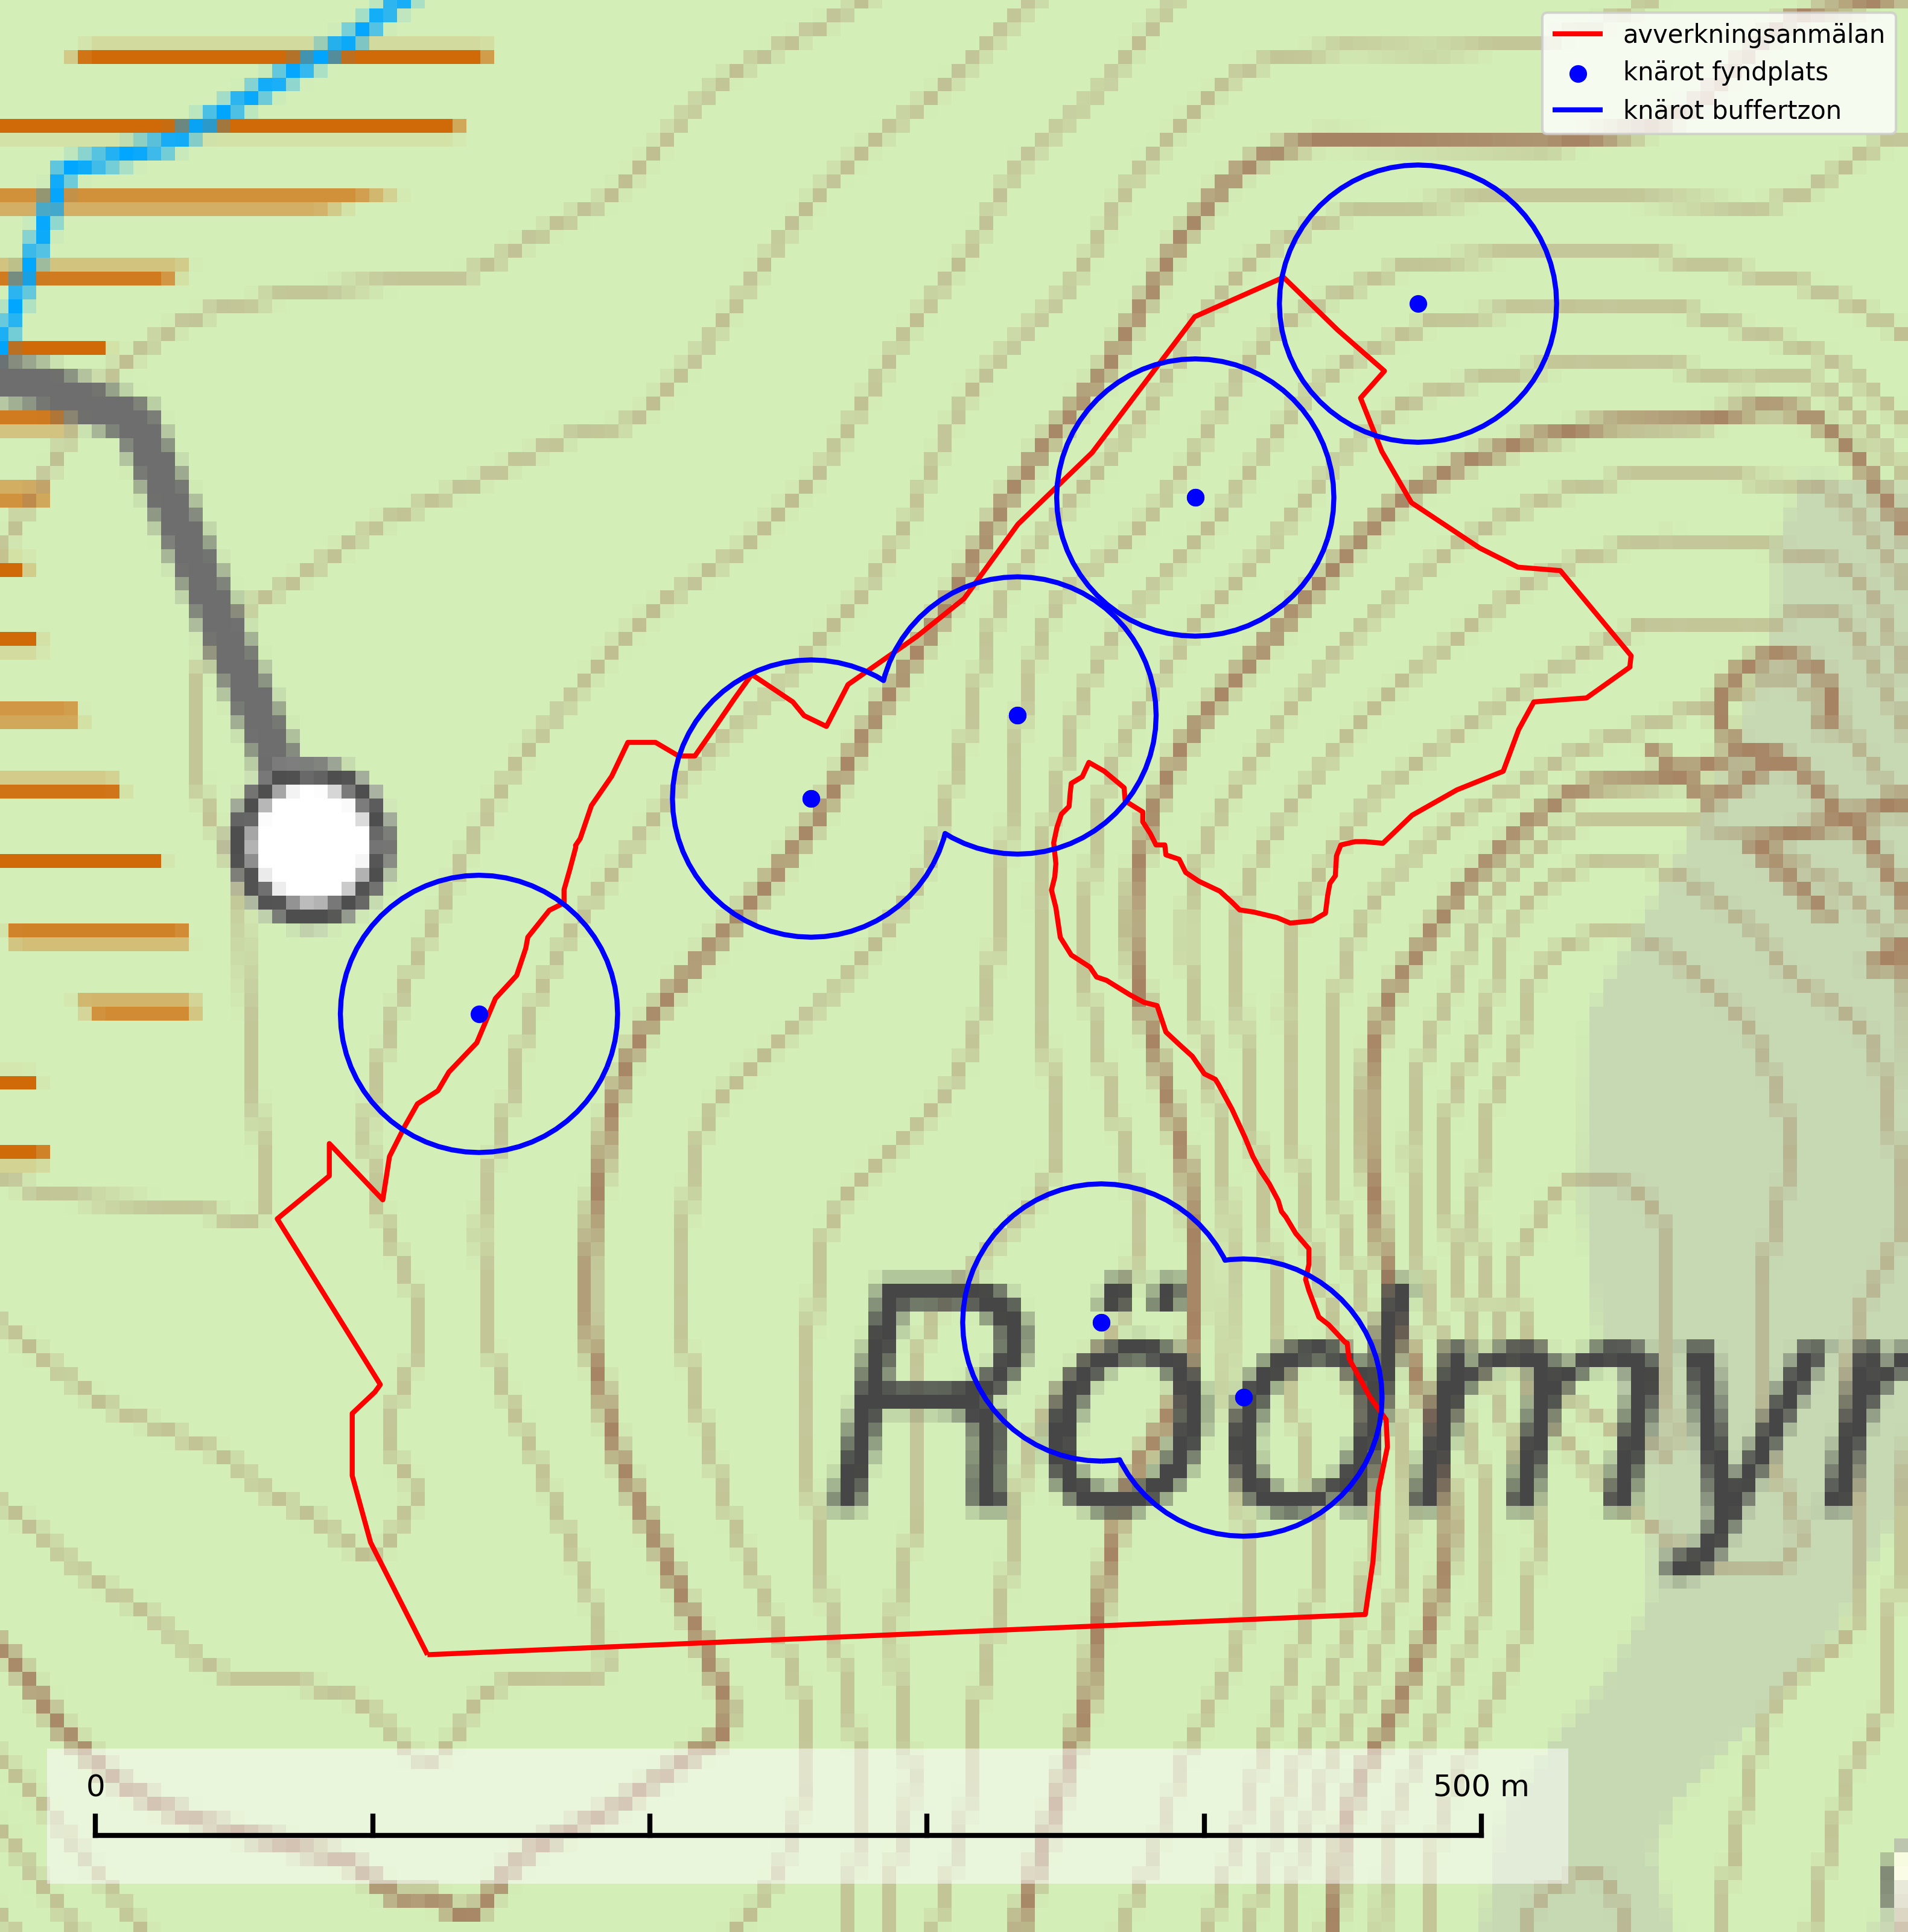 avverkningsanmälan
knärot fyndplats
knärot buffertzon
Rödmyr
0
500 m